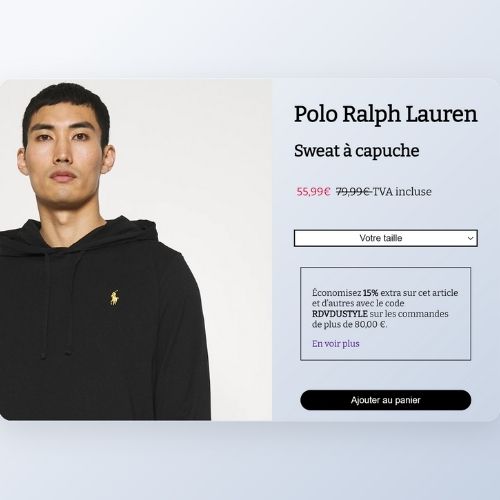 Polo Ralph Lauren
Sweat à capuche
55,99€ 79,99€ TVA incluse
Votre taille
Économisez 15% extra sur cet article
et d'autres avec le code
RDVDUSTYLE sur les commandes
de plus de 80,00 €.
En voir plus
Ajouter au panier